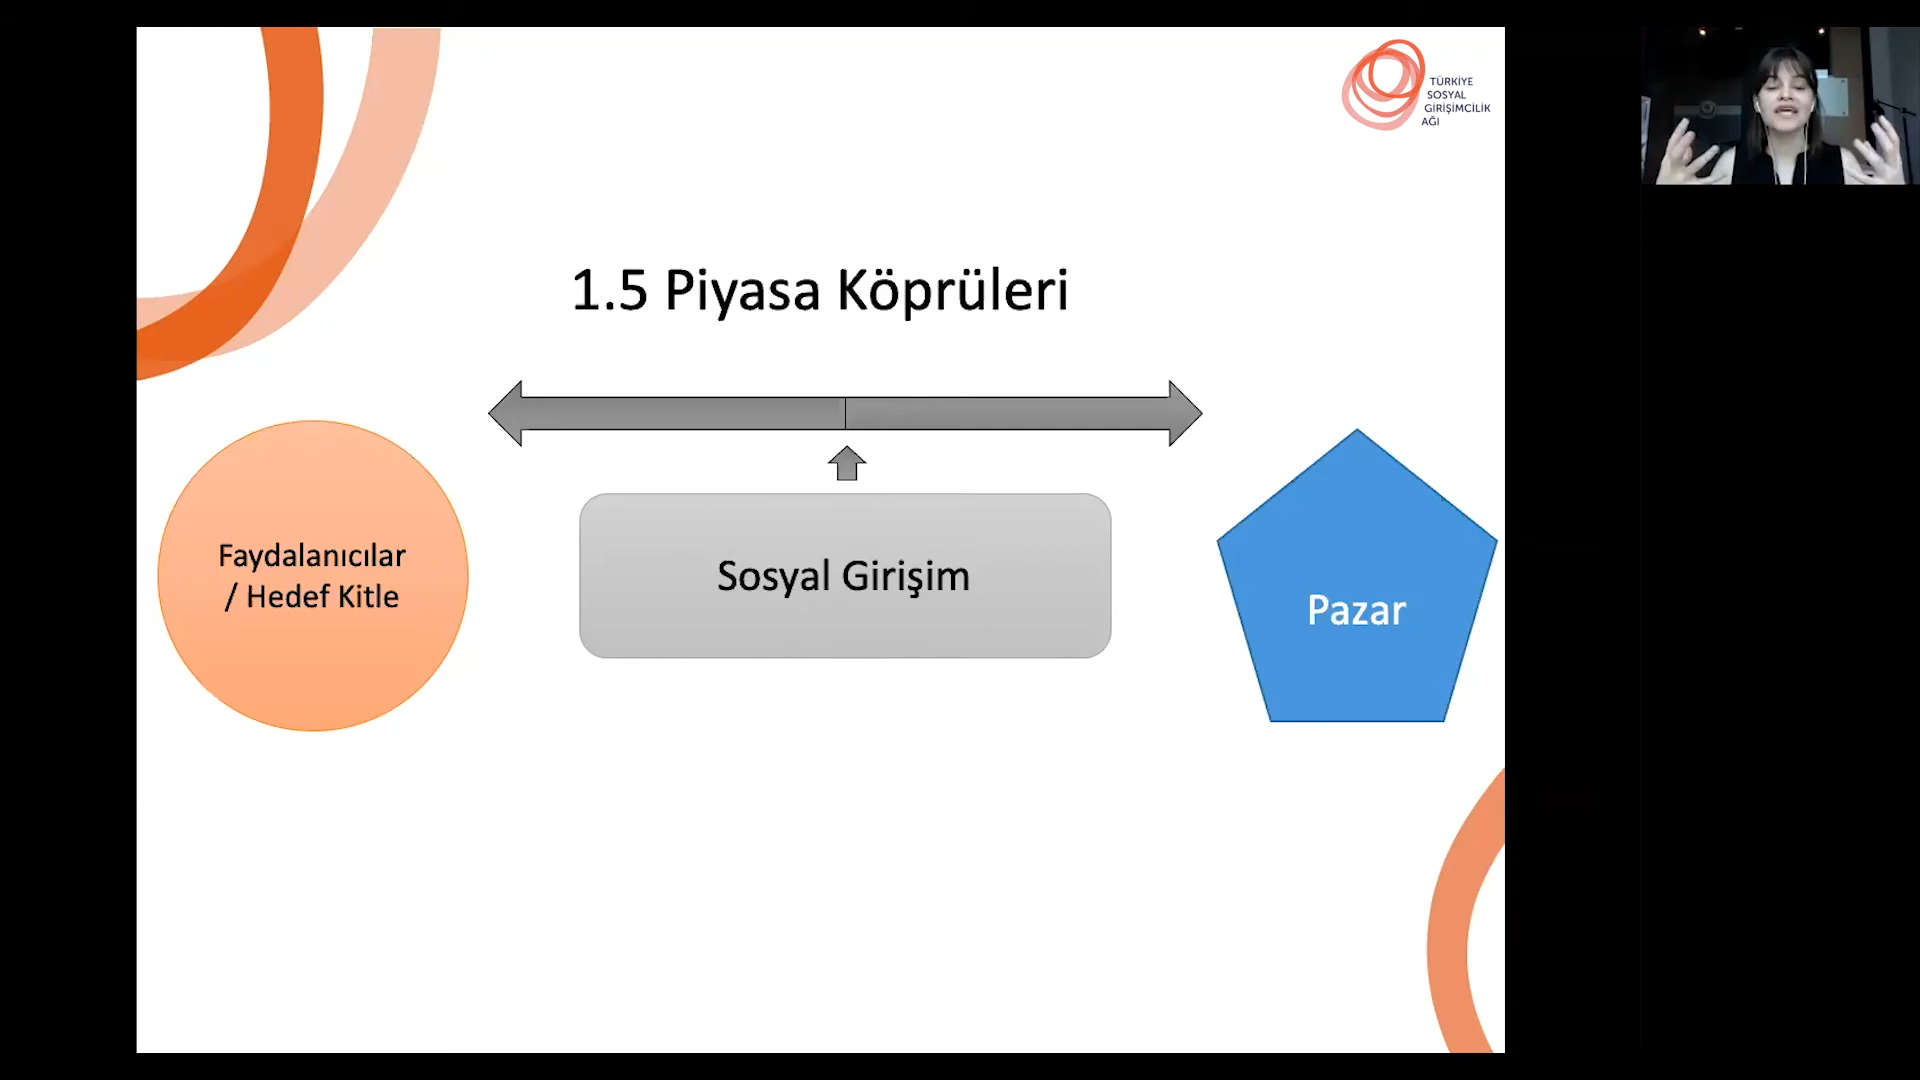 TÜRKİYE
SOSYAL
GİRİŞİMCİLİK
AĞI
1.5 Piyasa Köprüleri
Faydalanıcılar
/ Hedef Kitle
Sosyal Girişim
Pazar